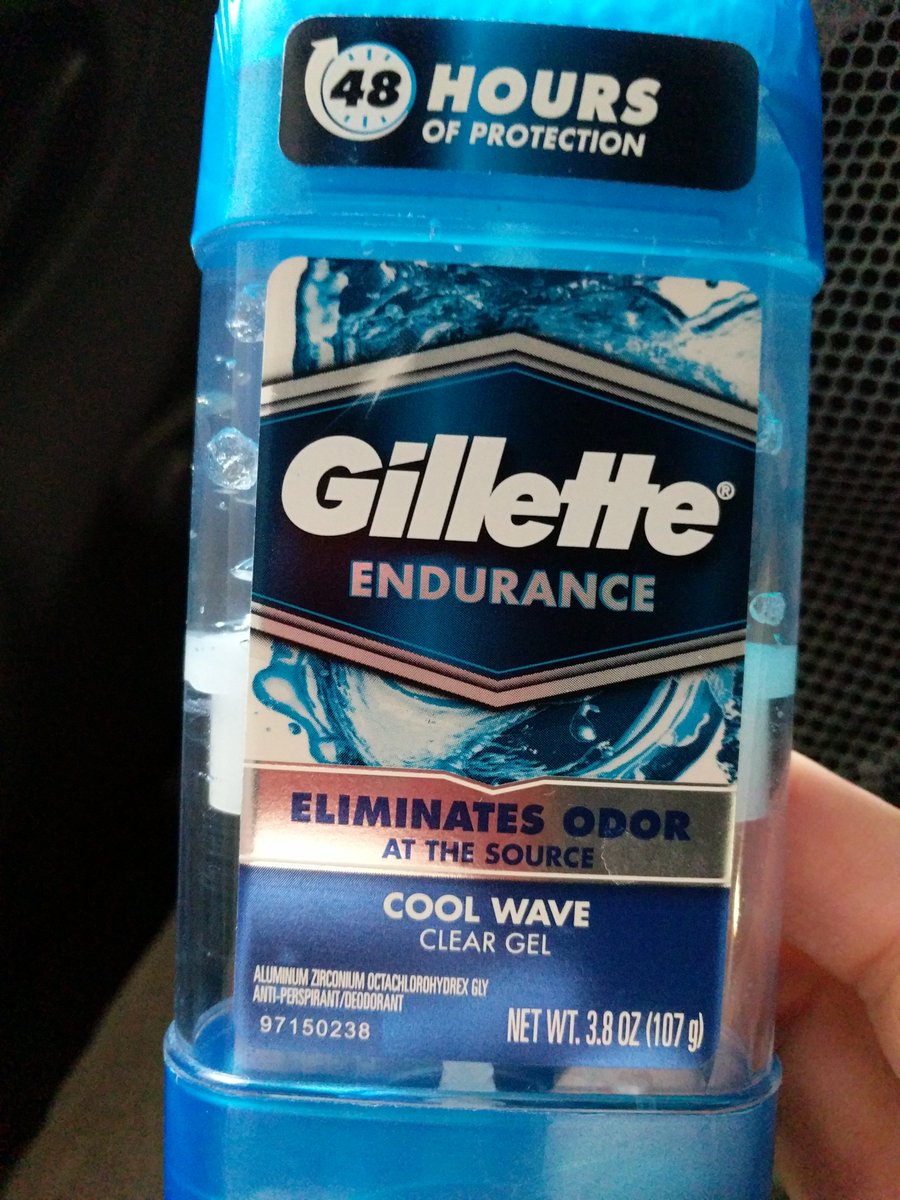 48 HOURS
OF PROTECTION
Gillette®
ENDURANCE
ELIMINATES ODOR
AT THE SOURCE
COOL WAVE
CLEAR GEL
ALUMINUM ZIRCONIUM OCTACHLOROHYDREX GLY
ANTI-PERSPIRANT/DEODORANT
97150238
NET WT. 3.8 OZ (107 g)